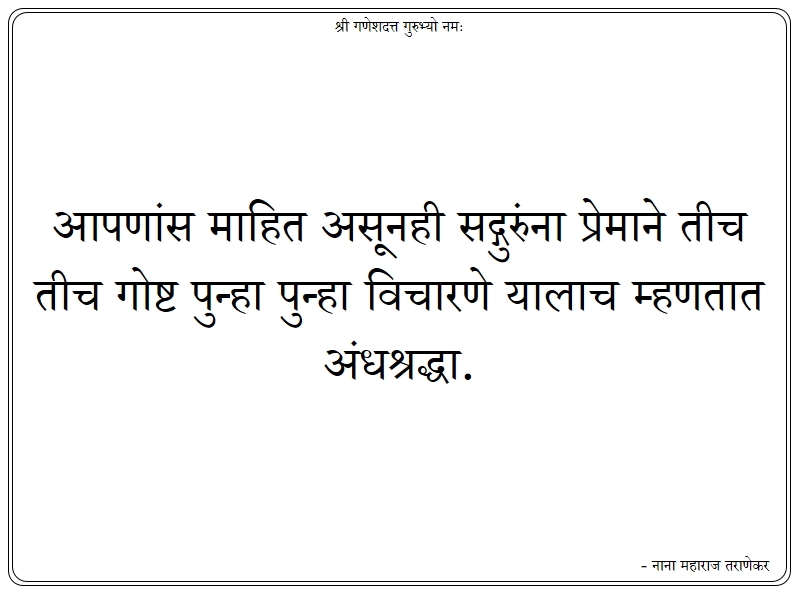 श्री गणेशदत्त गुरुभ्यो नमः
आपणांस माहित असूनही सद्गुरुंना प्रेमाने तीच
तीच गोष्ट पुन्हा पुन्हा विचारणे यालाच म्हणतात
अंधश्रद्धा.
- नाना महाराज तराणेकर